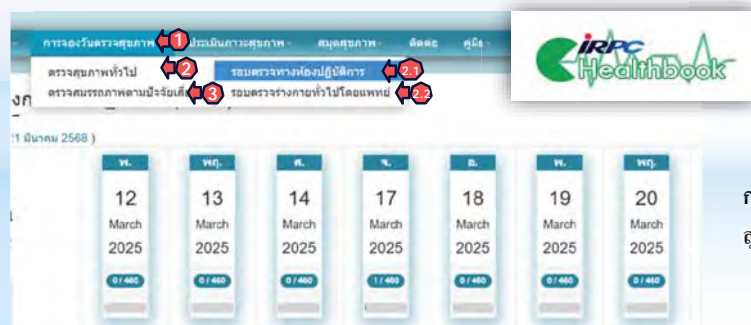 การจองวันตรวจสุขภาพ 1 ประเมินภาวะสุขภาพ สมุดสุขภาพ ติดต่อ คู่มือ
iRPC
Healthbook
ตรวจสุขภาพทั่วไป 2 รอบตรวจทางห้องปฏิบัติการ 2.1
ตรวจสมรรถภาพตามปัจจัยเสี่ยง 3 รอบตรวจร่างกายทั่วไปโดยแพทย์ 2.2
1 มีนาคม 2568 )
พ. พฤ. ศ. จ. อ. พ. พฤ.
12 13 14 17 18 19 20
March March March March March March March
2025 2025 2025 2025 2025 2025 2025
0 / 460 0 / 460 0 / 460 1 / 460 0 / 460 0 / 460 0 / 460